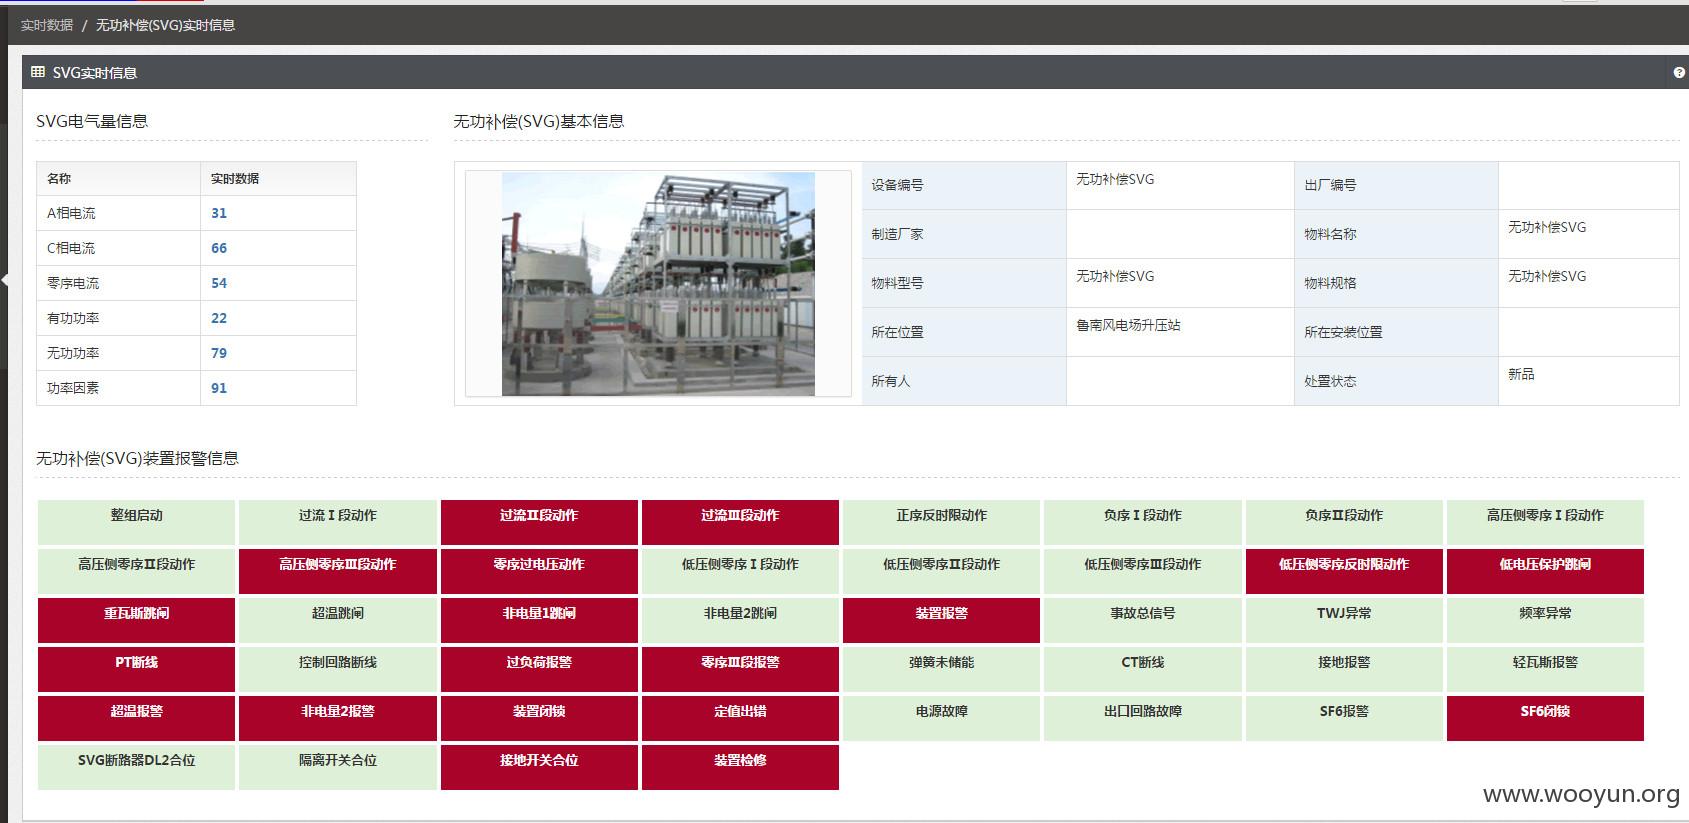 实时数据 / 无功补偿(SVG)实时信息
SVG实时信息
SVG电气量信息
名称 实时数据
A相电流 31
C相电流 66
零序电流 54
有功功率 22
无功功率 79
功率因素 91
无功补偿(SVG)基本信息
设备编号 无功补偿SVG 出厂编号
制造厂家 物料名称 无功补偿SVG
物料型号 无功补偿SVG 物料规格 无功补偿SVG
所在位置 鲁南风电场升压站 所在安装位置
所有人 处置状态 新品
无功补偿(SVG)装置报警信息
整组启动 过流Ⅰ段动作 过流Ⅱ段动作 过流Ⅲ段动作 正序反时限动作 负序Ⅰ段动作 负序Ⅱ段动作 高压侧零序Ⅰ段动作
高压侧零序Ⅱ段动作 高压侧零序Ⅲ段动作 零序过电压动作 低压侧零序Ⅰ段动作 低压侧零序Ⅱ段动作 低压侧零序Ⅲ段动作 低压侧零序反时限动作 低电压保护跳闸
重瓦斯跳闸 超温跳闸 非电量1跳闸 非电量2跳闸 装置报警 事故总信号 TWJ异常 频率异常
PT断线 控制回路断线 过负荷报警 零序Ⅲ段报警 弹簧未储能 CT断线 接地报警 轻瓦斯报警
超温报警 非电量2报警 装置闭锁 定值出错 电源故障 出口回路故障 SF6报警 SF6闭锁
SVG断路器DL2合位 隔离开关合位 接地开关合位 装置检修
www.wooyun.org